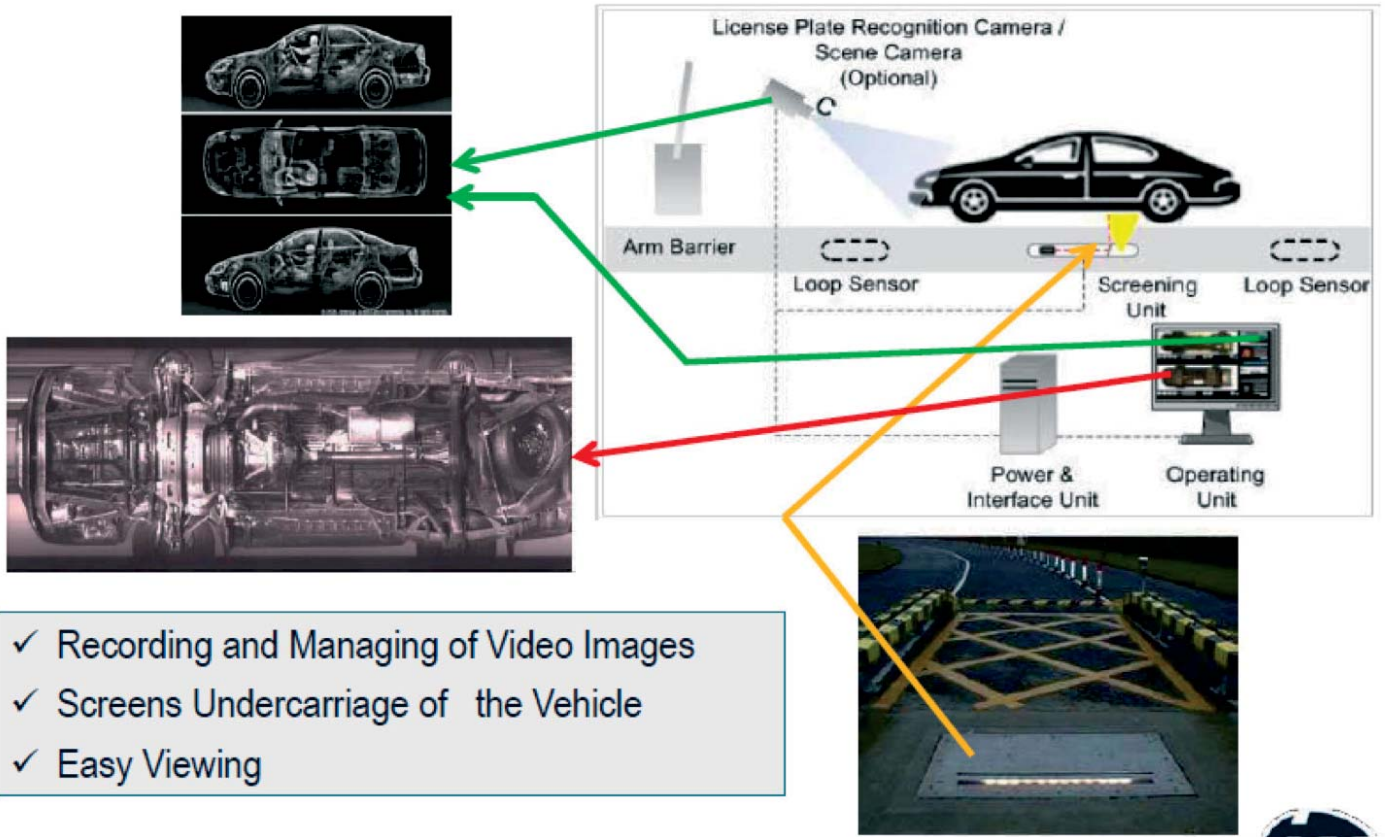 License Plate Recognition Camera /
Scene Camera
(Optional)
Arm Barrier
Loop Sensor
Screening
Unit
Loop Sensor
Power &
Interface Unit
Operating
Unit
✓ Recording and Managing of Video Images
✓ Screens Undercarriage of the Vehicle
✓ Easy Viewing